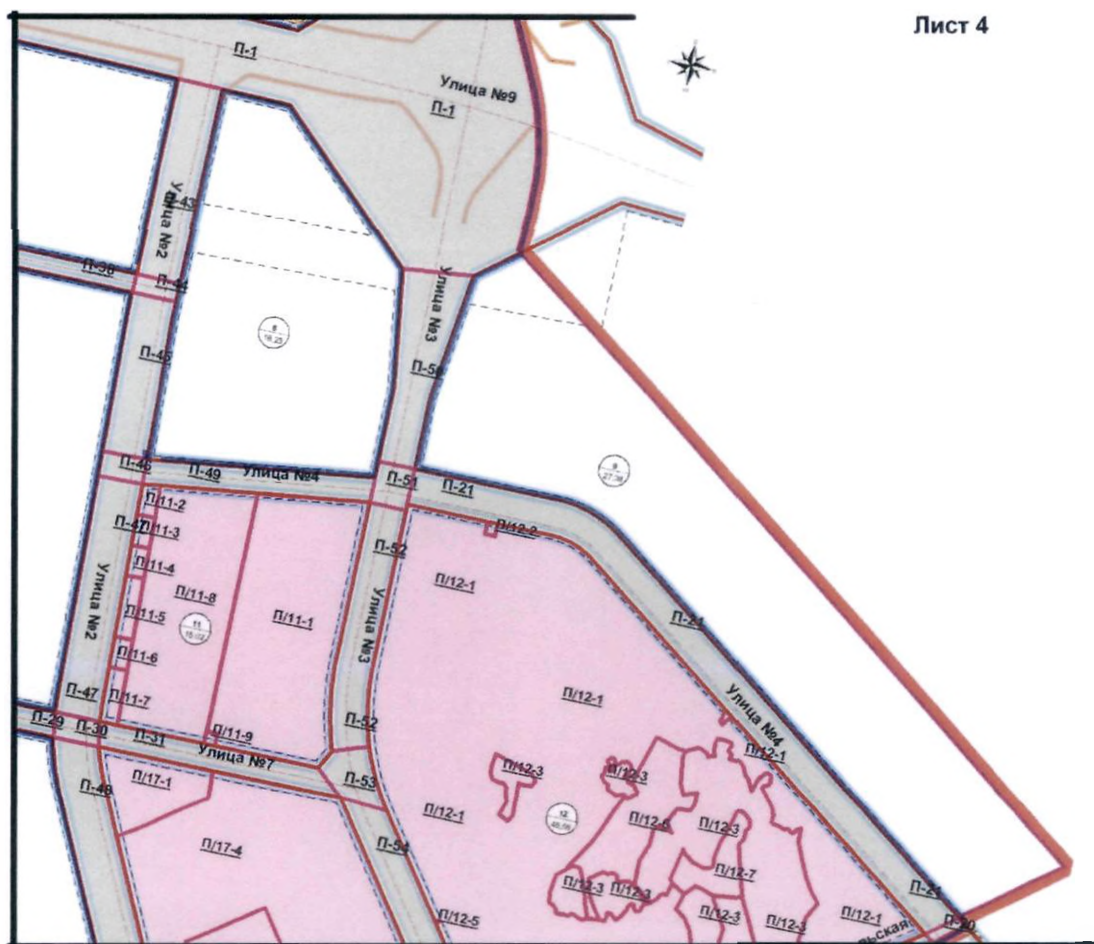 Лист 4
П-1
Улица №9
П-1
Улица №2
П-43
П-38
П-44
Улица №3
8
П-45
П-50
П-46
П-49
Улица №4
П-51
П-21
9
П/11-2
П-47
П/11-3
П/12-2
П-52
П/11-4
П/12-1
П/11-8
П/11-5
П/11-1
11
Улица №2
Улица №3
П-21
П/11-6
П-47
П/11-7
П/12-1
Улица №4
П-29
П-30
П-31
П/11-9
П-52
П/12-1
Улица №7
П/17-1
П-53
П/12-3
П/12-3
П-48
П/12-1
12
П/12-6
П/12-3
П/17-4
П-54
П/12-7
П/12-3
П/12-3
П-21
П/12-5
П/12-3
П/12-3
П/12-1
П-20
льская